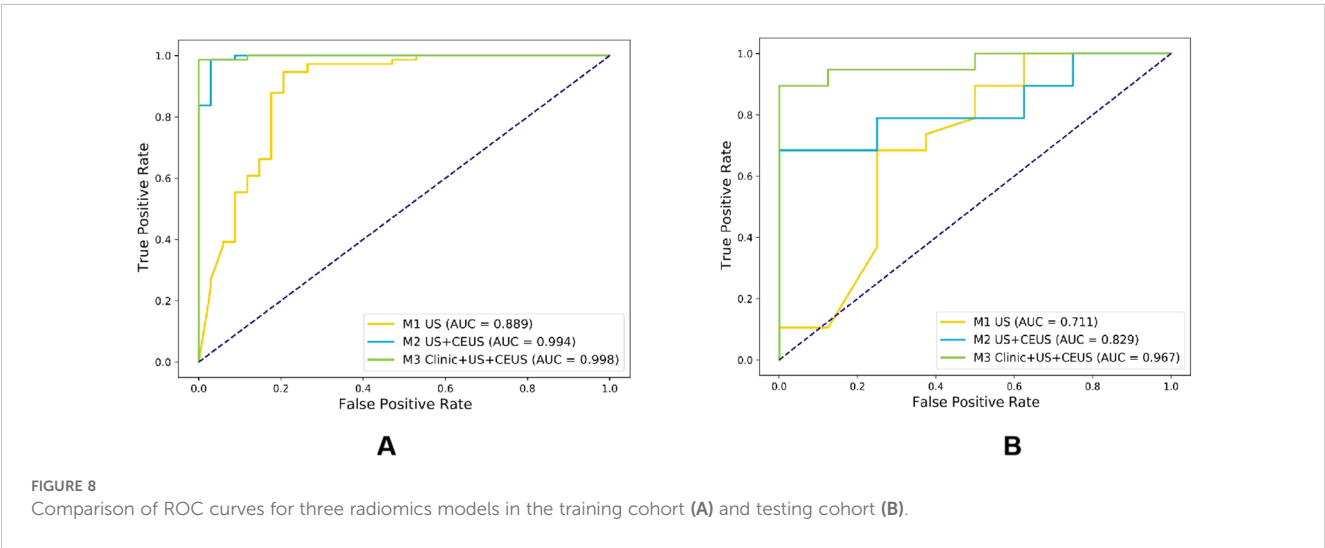 1.0
0.8
0.6
0.4
0.2
0.0
True Positive Rate
M1 US (AUC = 0.889)
M2 US+CEUS (AUC = 0.994)
M3 Clinic+US+CEUS (AUC = 0.998)
0.0 0.2 0.4 0.6 0.8 1.0
False Positive Rate
A
1.0
0.8
0.6
0.4
0.2
0.0
True Positive Rate
M1 US (AUC = 0.711)
M2 US+CEUS (AUC = 0.829)
M3 Clinic+US+CEUS (AUC = 0.967)
0.0 0.2 0.4 0.6 0.8 1.0
False Positive Rate
B
FIGURE 8
Comparison of ROC curves for three radiomics models in the training cohort (A) and testing cohort (B).